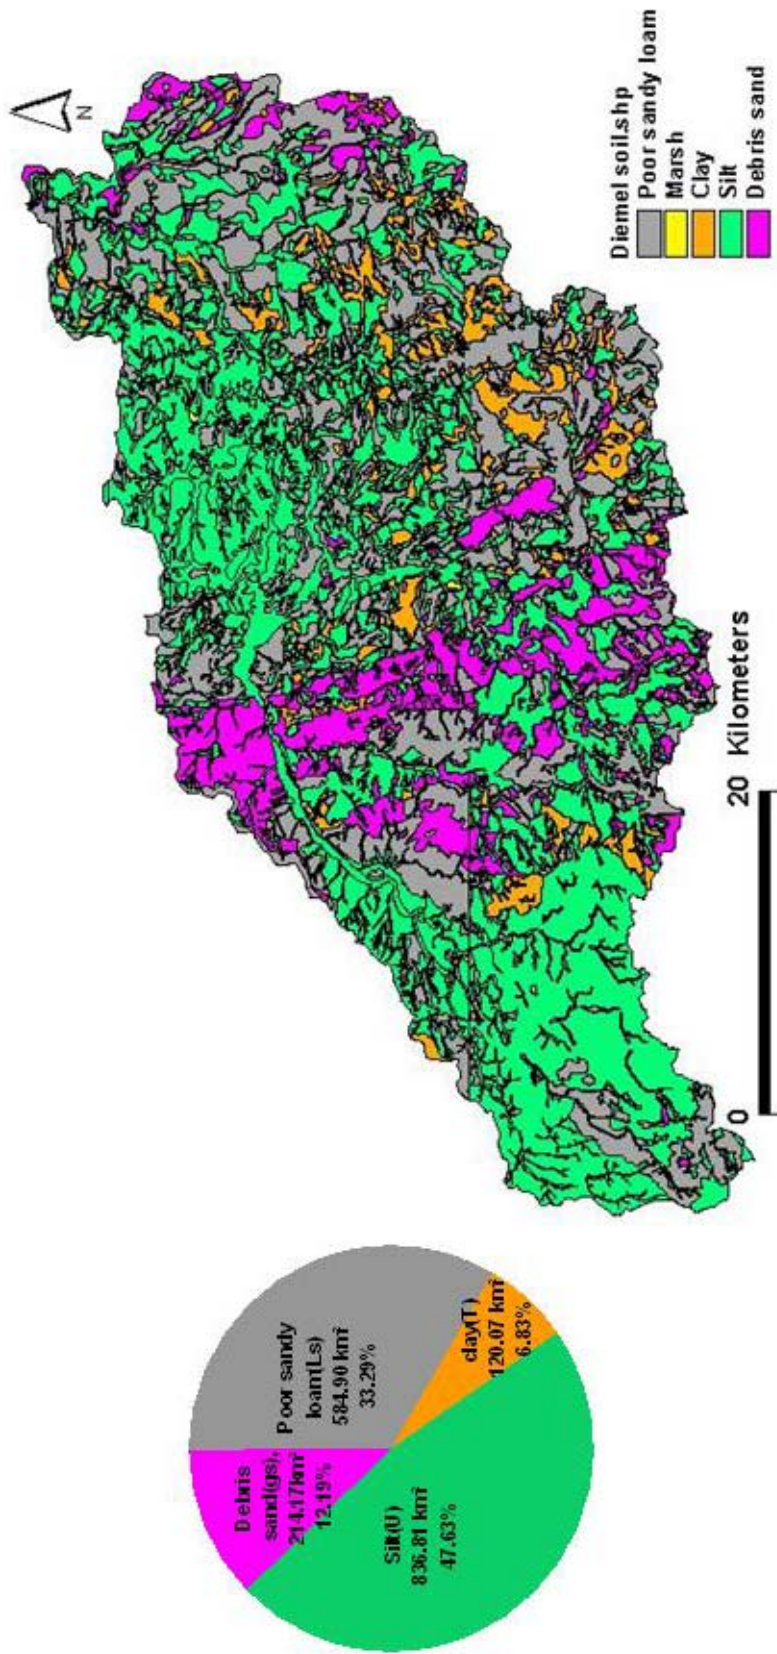 Debris
sand(gs),
214.17km²
12.19%
Poor sandy
loan(Ls)
584.90 km²
33.29%
Silt(U)
836.81 km²
47.63%
clay(T)
120.07 km²
6.83%
N
Diemel soil.shp
Poor sandy loam
Marsh
Clay
Silt
Debris sand
0 20 Kilometers